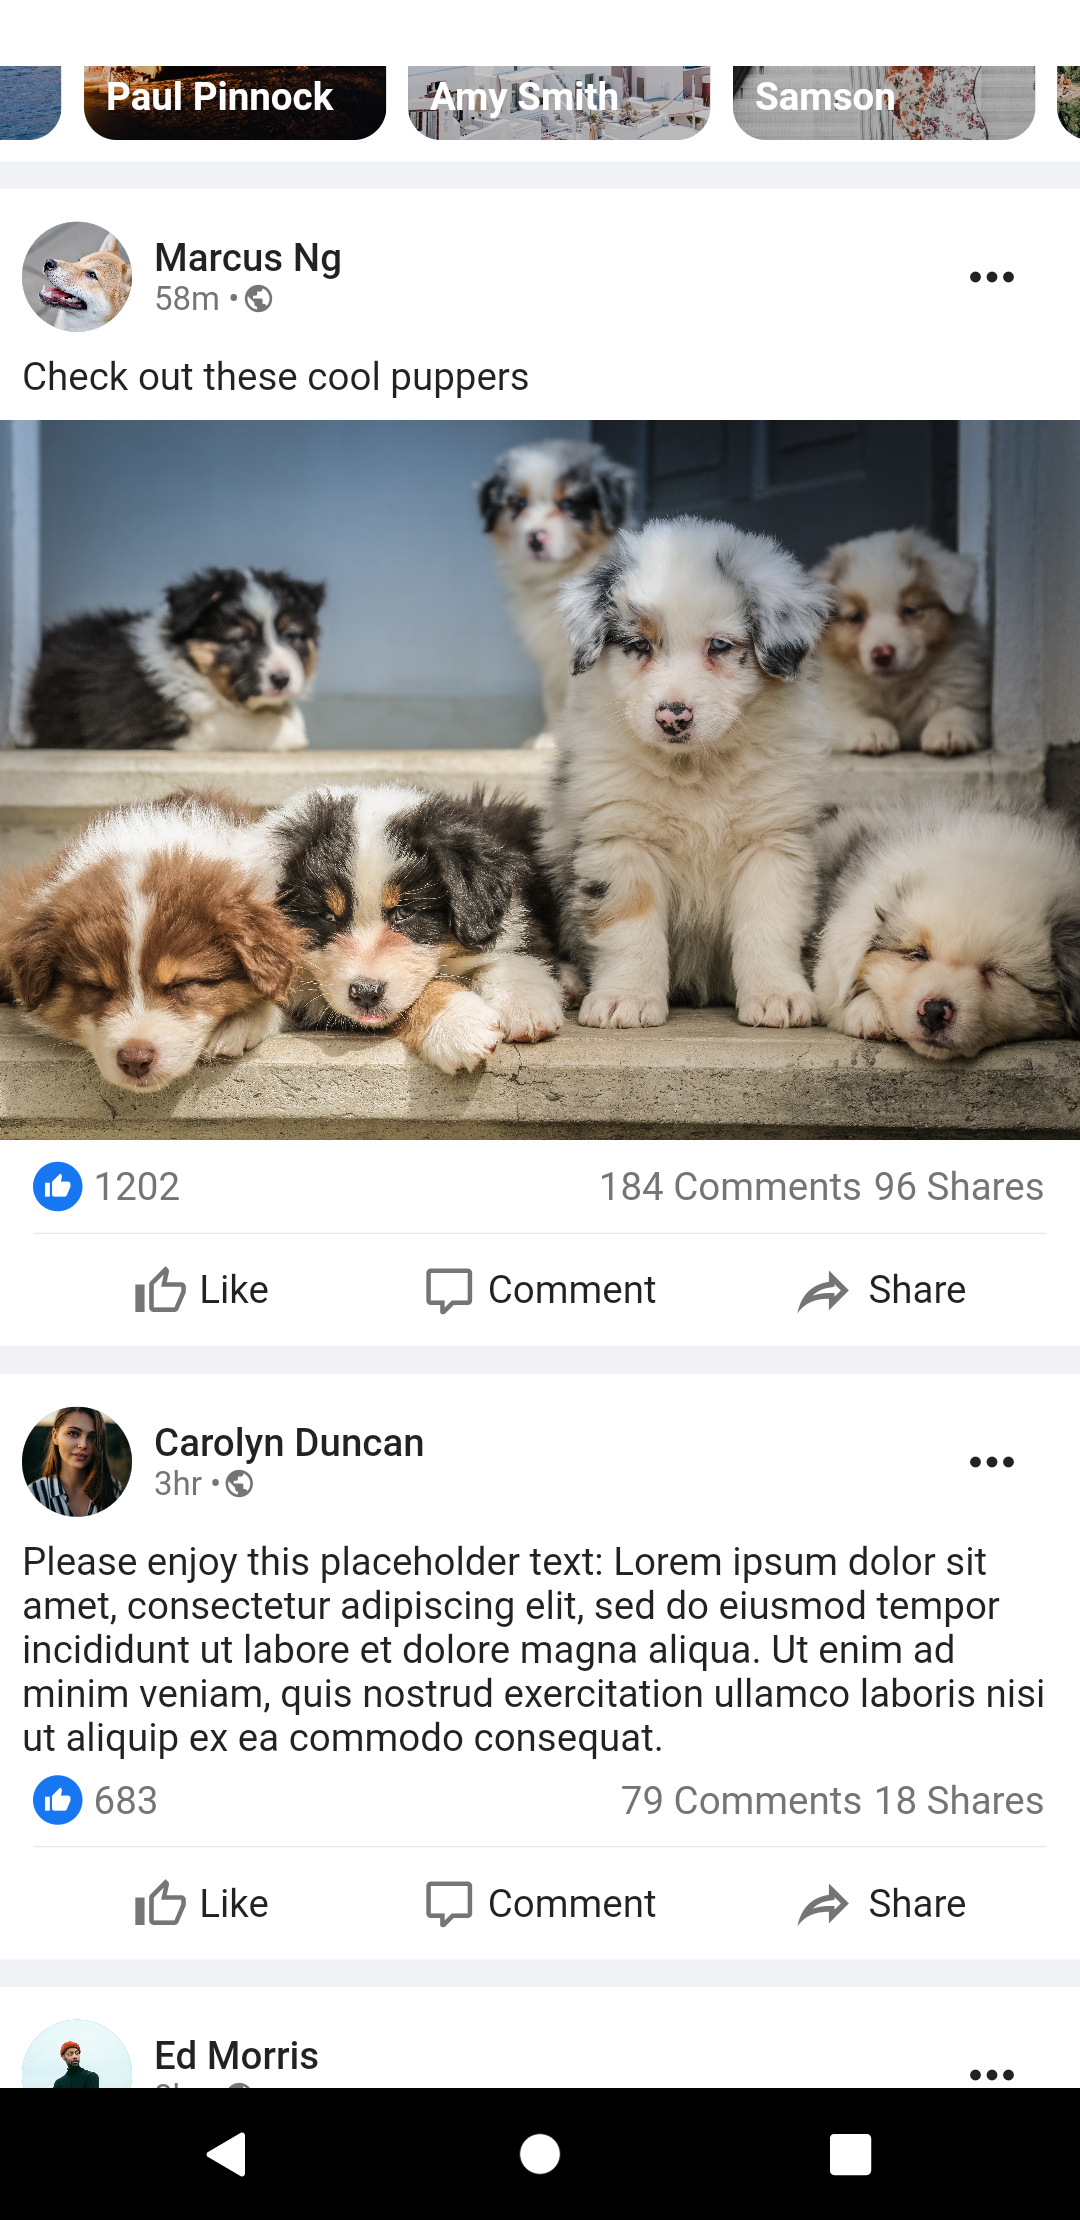 Paul Pinnock
Amy Smith
Samson
Marcus Ng
58m •
Check out these cool puppers
1202
184 Comments 96 Shares
Like
Comment
Share
Carolyn Duncan
3hr •
Please enjoy this placeholder text: Lorem ipsum dolor sit
amet, consectetur adipiscing elit, sed do eiusmod tempor
incididunt ut labore et dolore magna aliqua. Ut enim ad
minim veniam, quis nostrud exercitation ullamco laboris nisi
ut aliquip ex ea commodo consequat.
683
79 Comments 18 Shares
Like
Comment
Share
Ed Morris